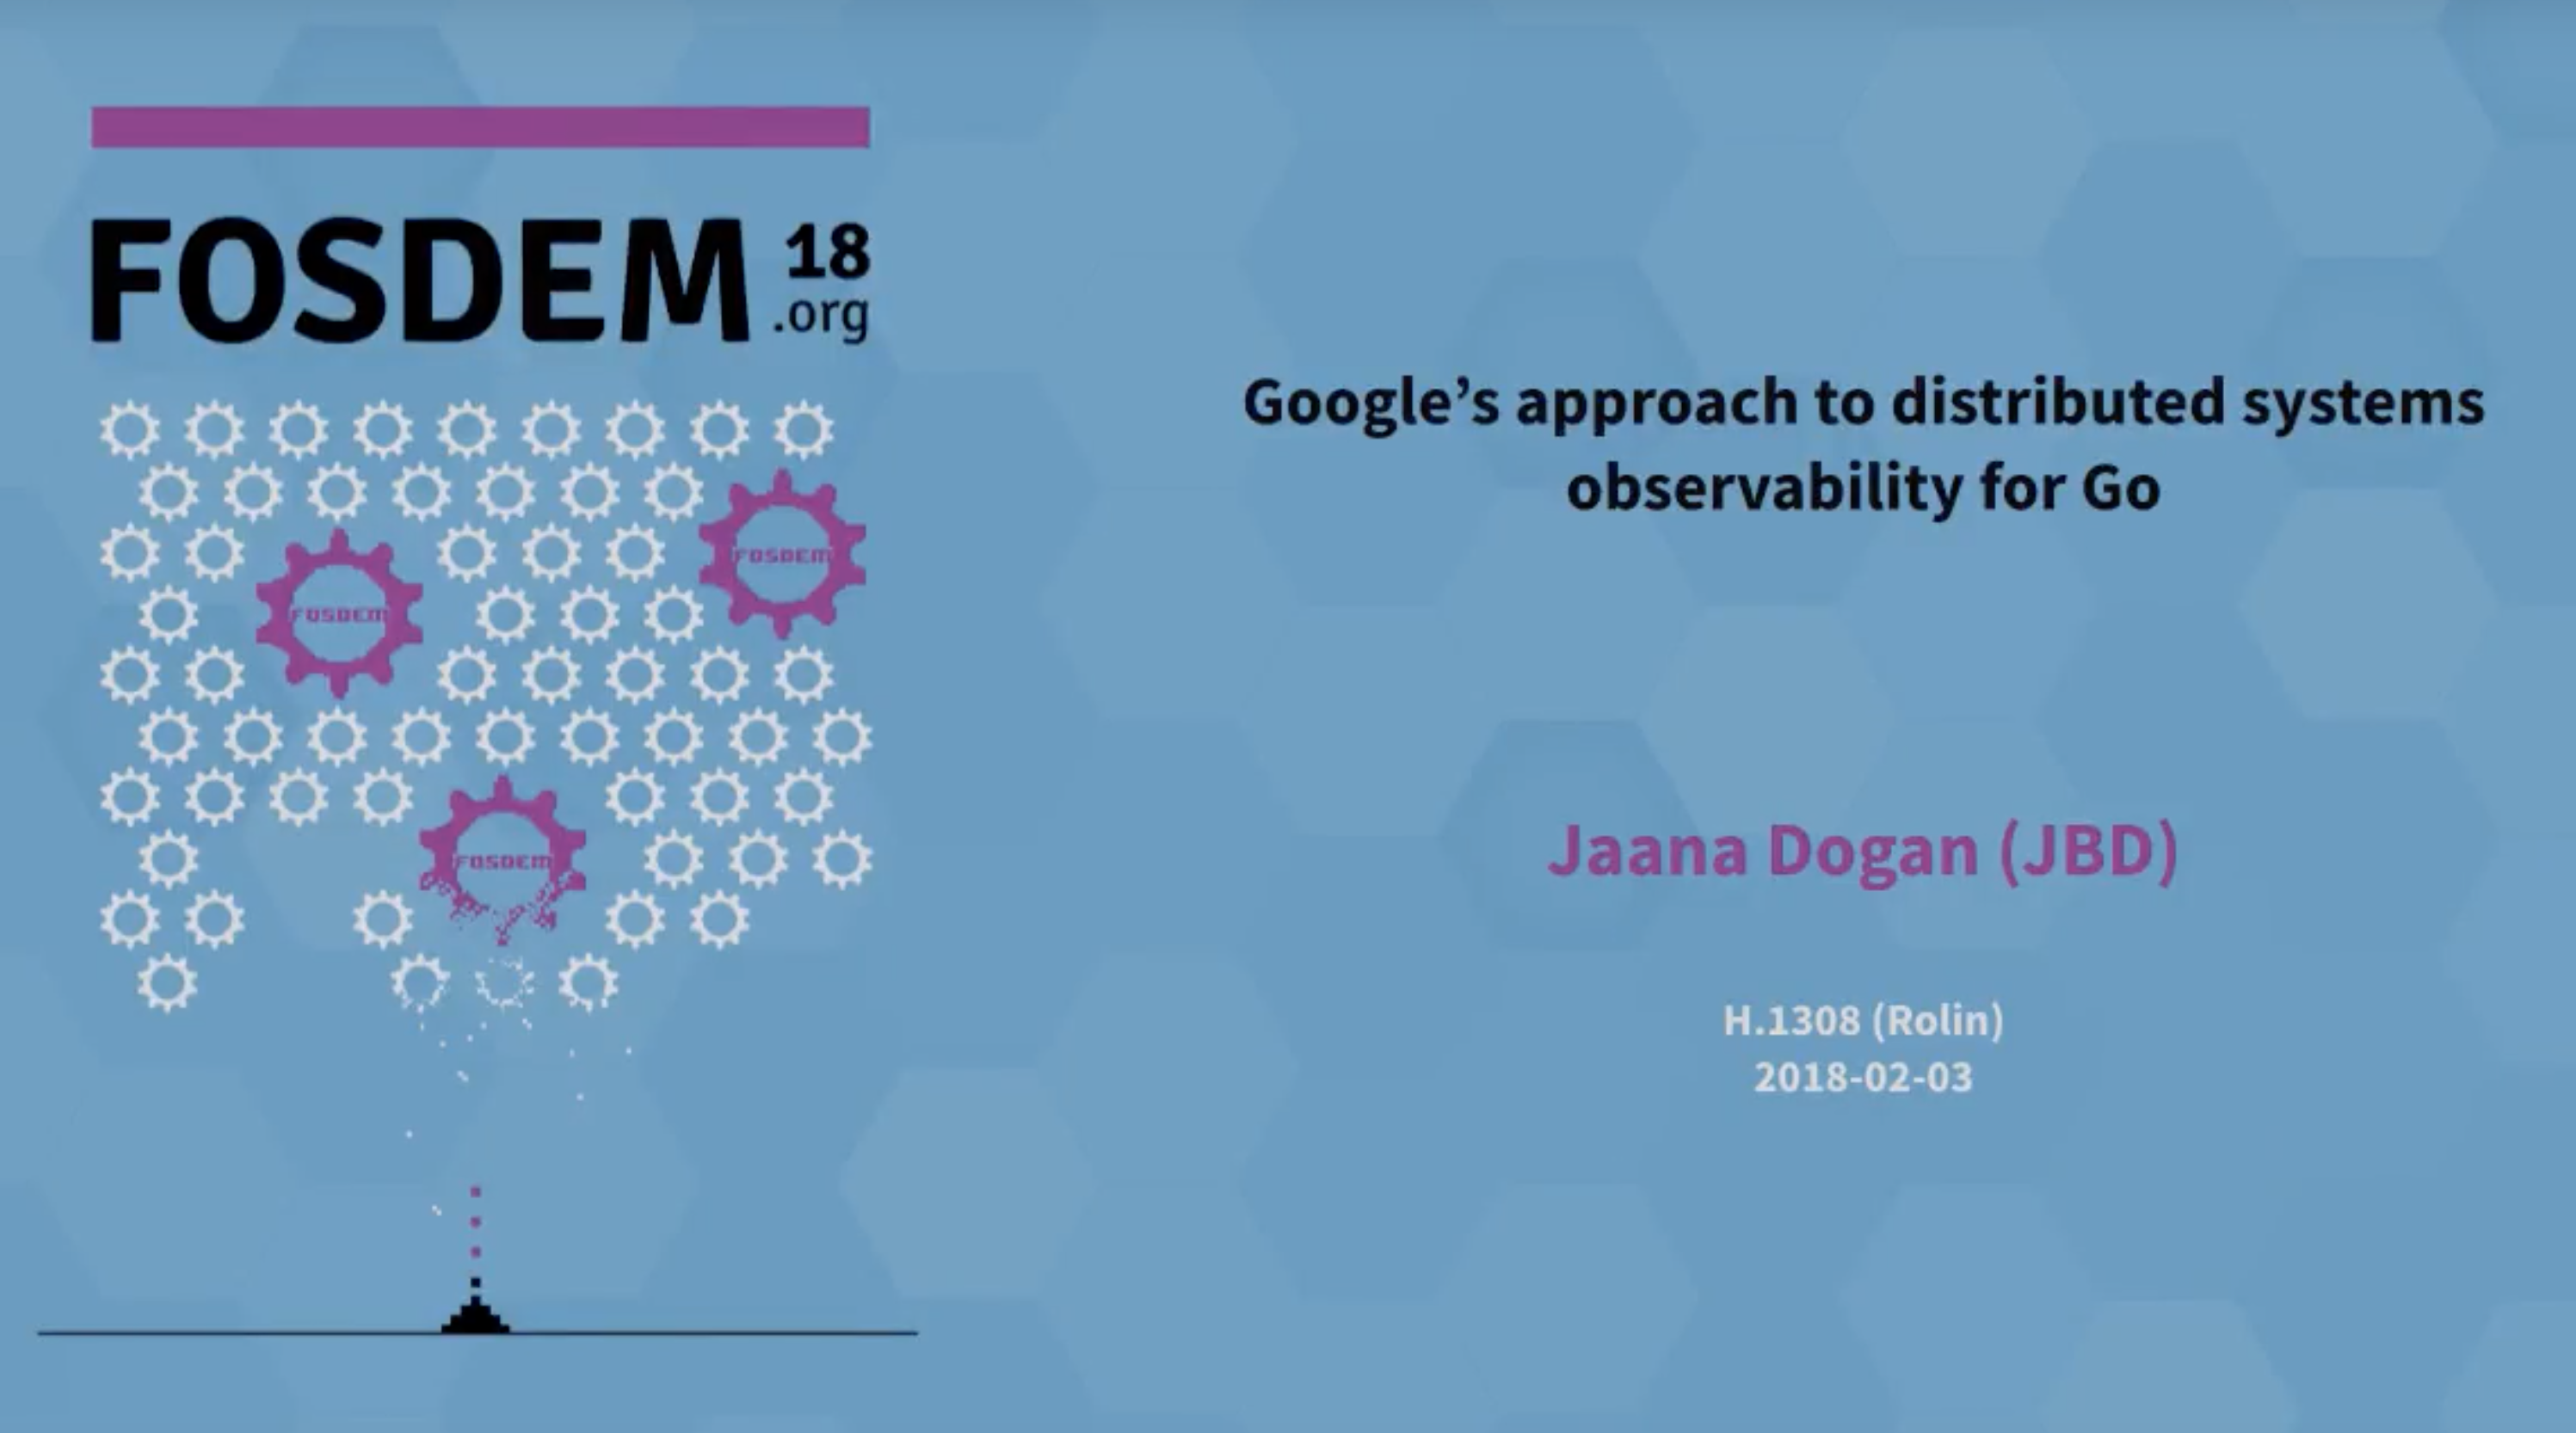 FOSDEM 18
.org
FOSDEM
FOSDEM
FOSDEM
Google’s approach to distributed systems
observability for Go
Jaana Dogan (JBD)
H.1308 (Rolin)
2018-02-03